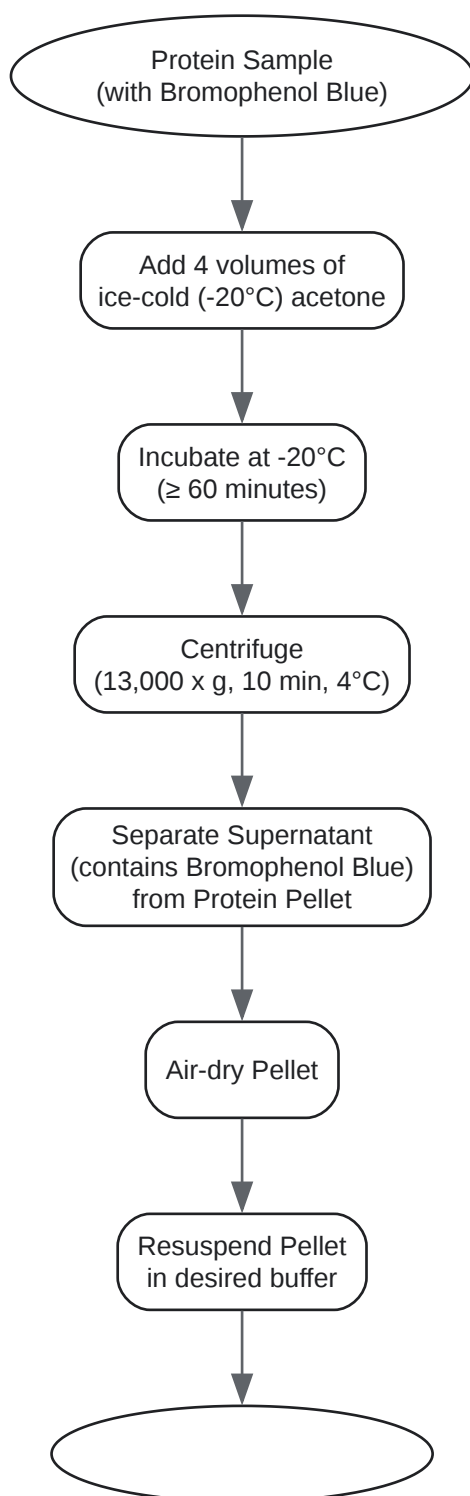 Protein Sample
(with Bromophenol Blue)
Add 4 volumes of
ice-cold (-20°C) acetone
Incubate at -20°C
(≥ 60 minutes)
Centrifuge
(13,000 x g, 10 min, 4°C)
Separate Supernatant
(contains Bromophenol Blue)
from Protein Pellet
Air-dry Pellet
Resuspend Pellet
in desired buffer